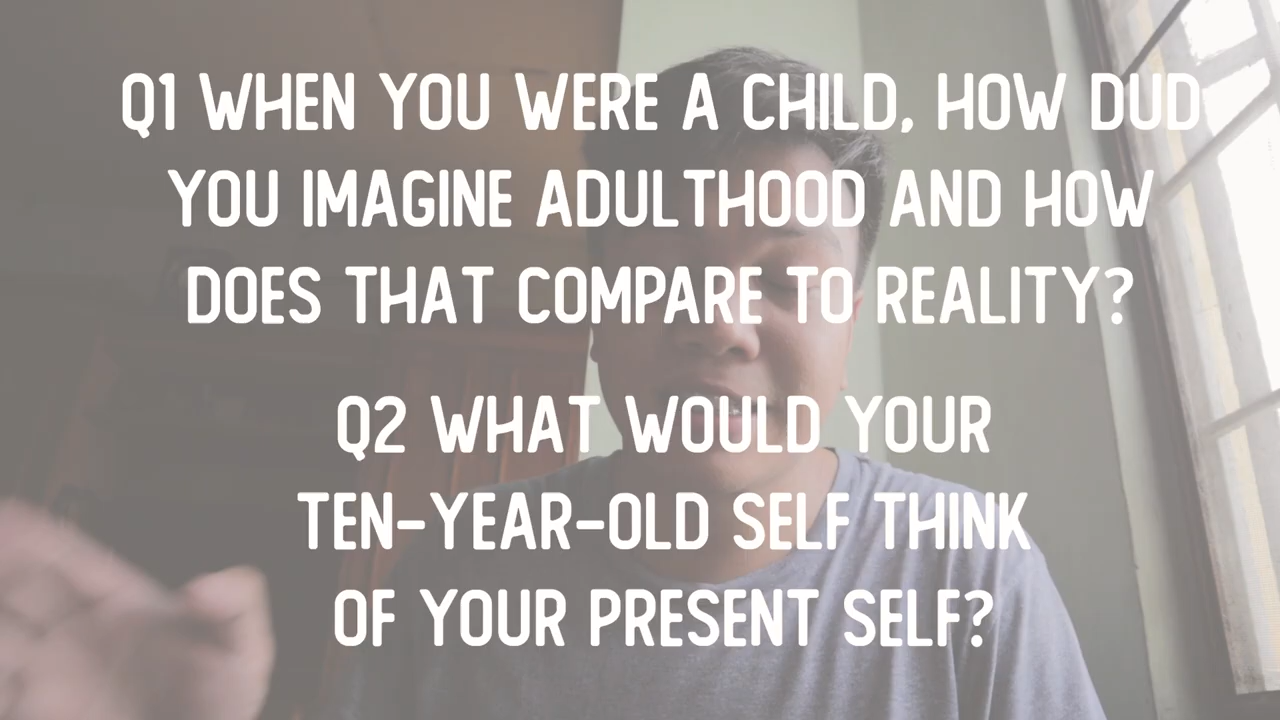 Q1 WHEN YOU WERE A CHILD, HOW DUD
YOU IMAGINE ADULTHOOD AND HOW
DOES THAT COMPARE TO REALITY?
Q2 WHAT WOULD YOUR
TEN-YEAR-OLD SELF THINK
OF YOUR PRESENT SELF?